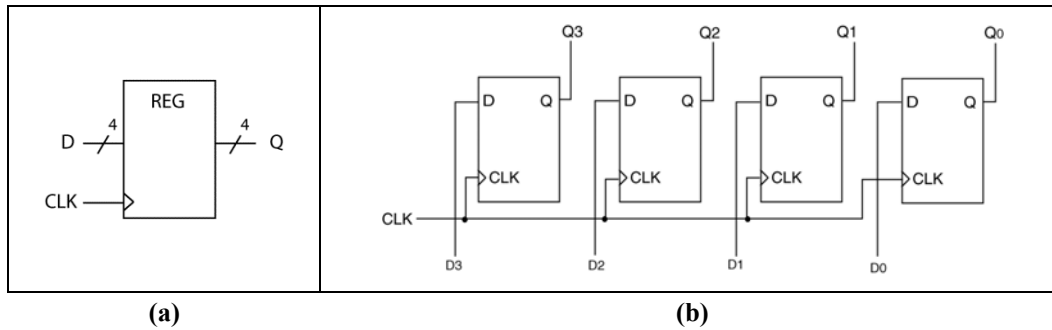 REG
4
4
D
Q
CLK
(a)
Q3
Q2
Q1
Q0
D Q
D Q
D Q
D Q
CLK
CLK
CLK
CLK
CLK
D3
D2
D1
D0
(b)